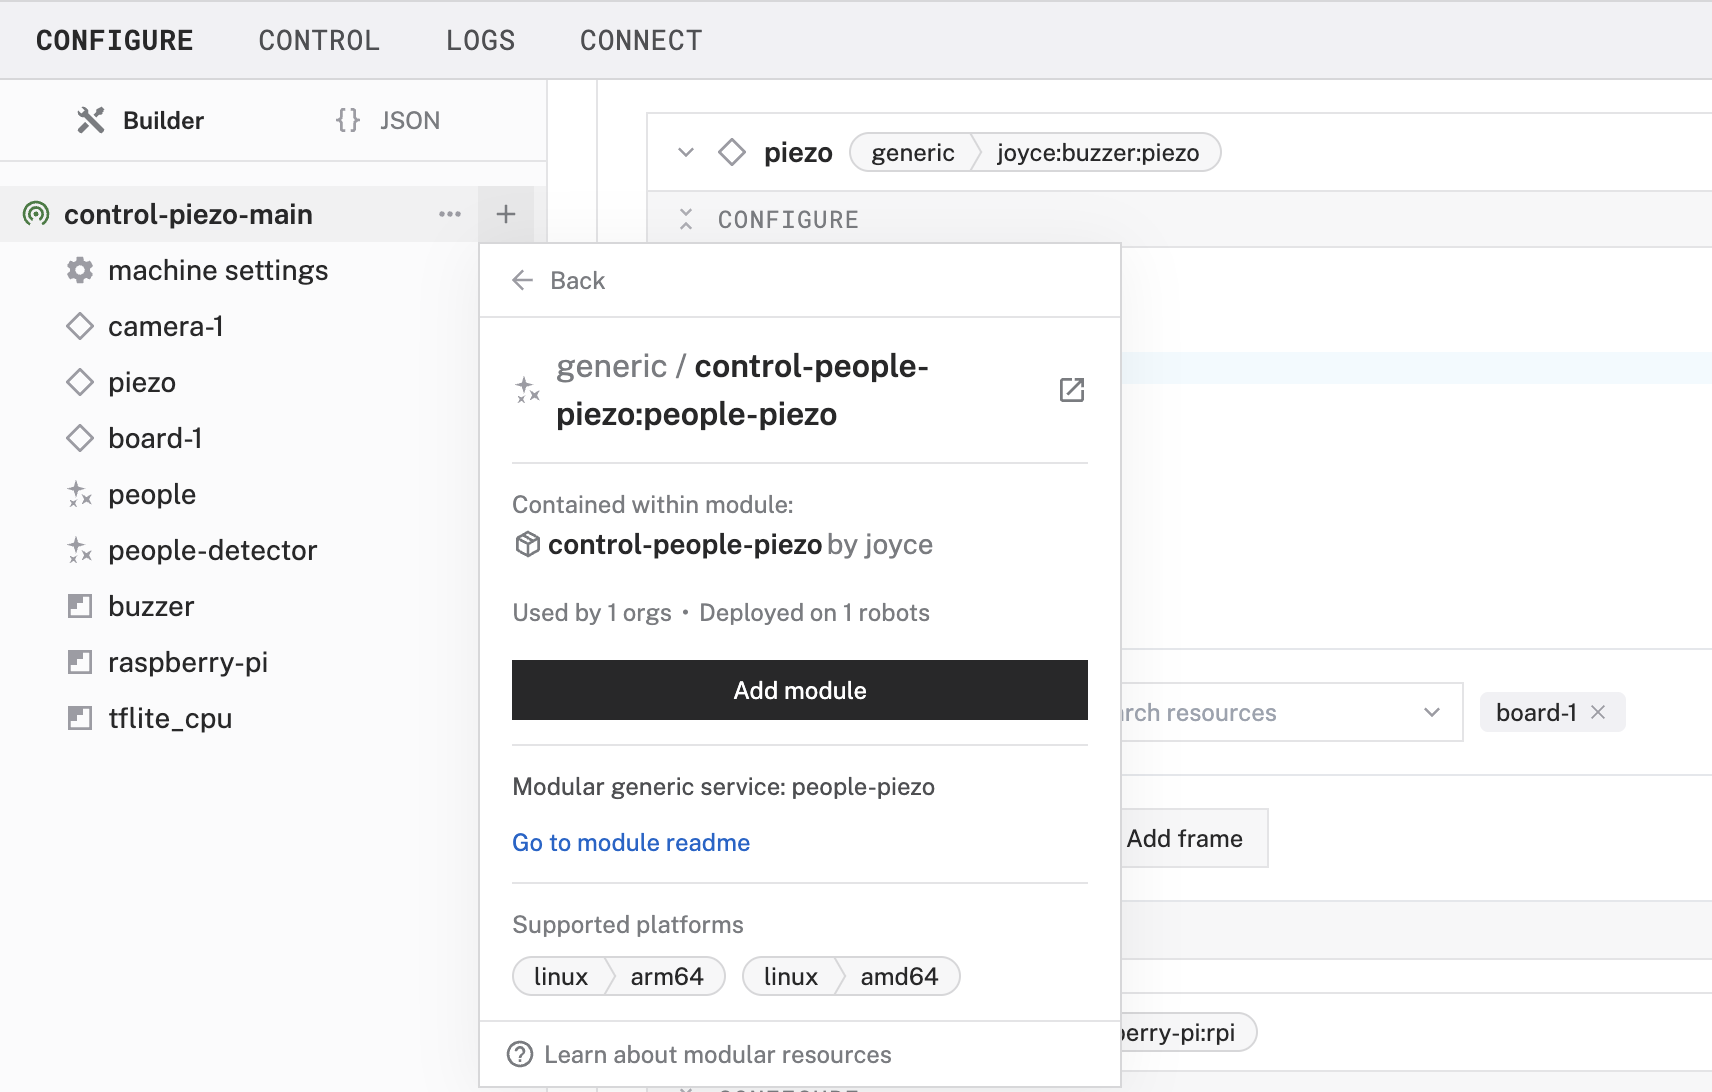 CONFIGURE CONTROL LOGS CONNECT
Builder {} JSON
piezo generic joyce:buzzer:piezo
control-piezo-main
CONFIGURE
machine settings
camera-1
piezo
board-1
people
people-detector
buzzer
raspberry-pi
tflite_cpu
Back
generic / control-people-
piezo:people-piezo
Contained within module:
control-people-piezo by joyce
Used by 1 orgs • Deployed on 1 robots
Add module
Modular generic service: people-piezo
Go to module readme
Supported platforms
linux arm64 linux amd64
Learn about modular resources
resources
board-1
Add frame
pi:rpi